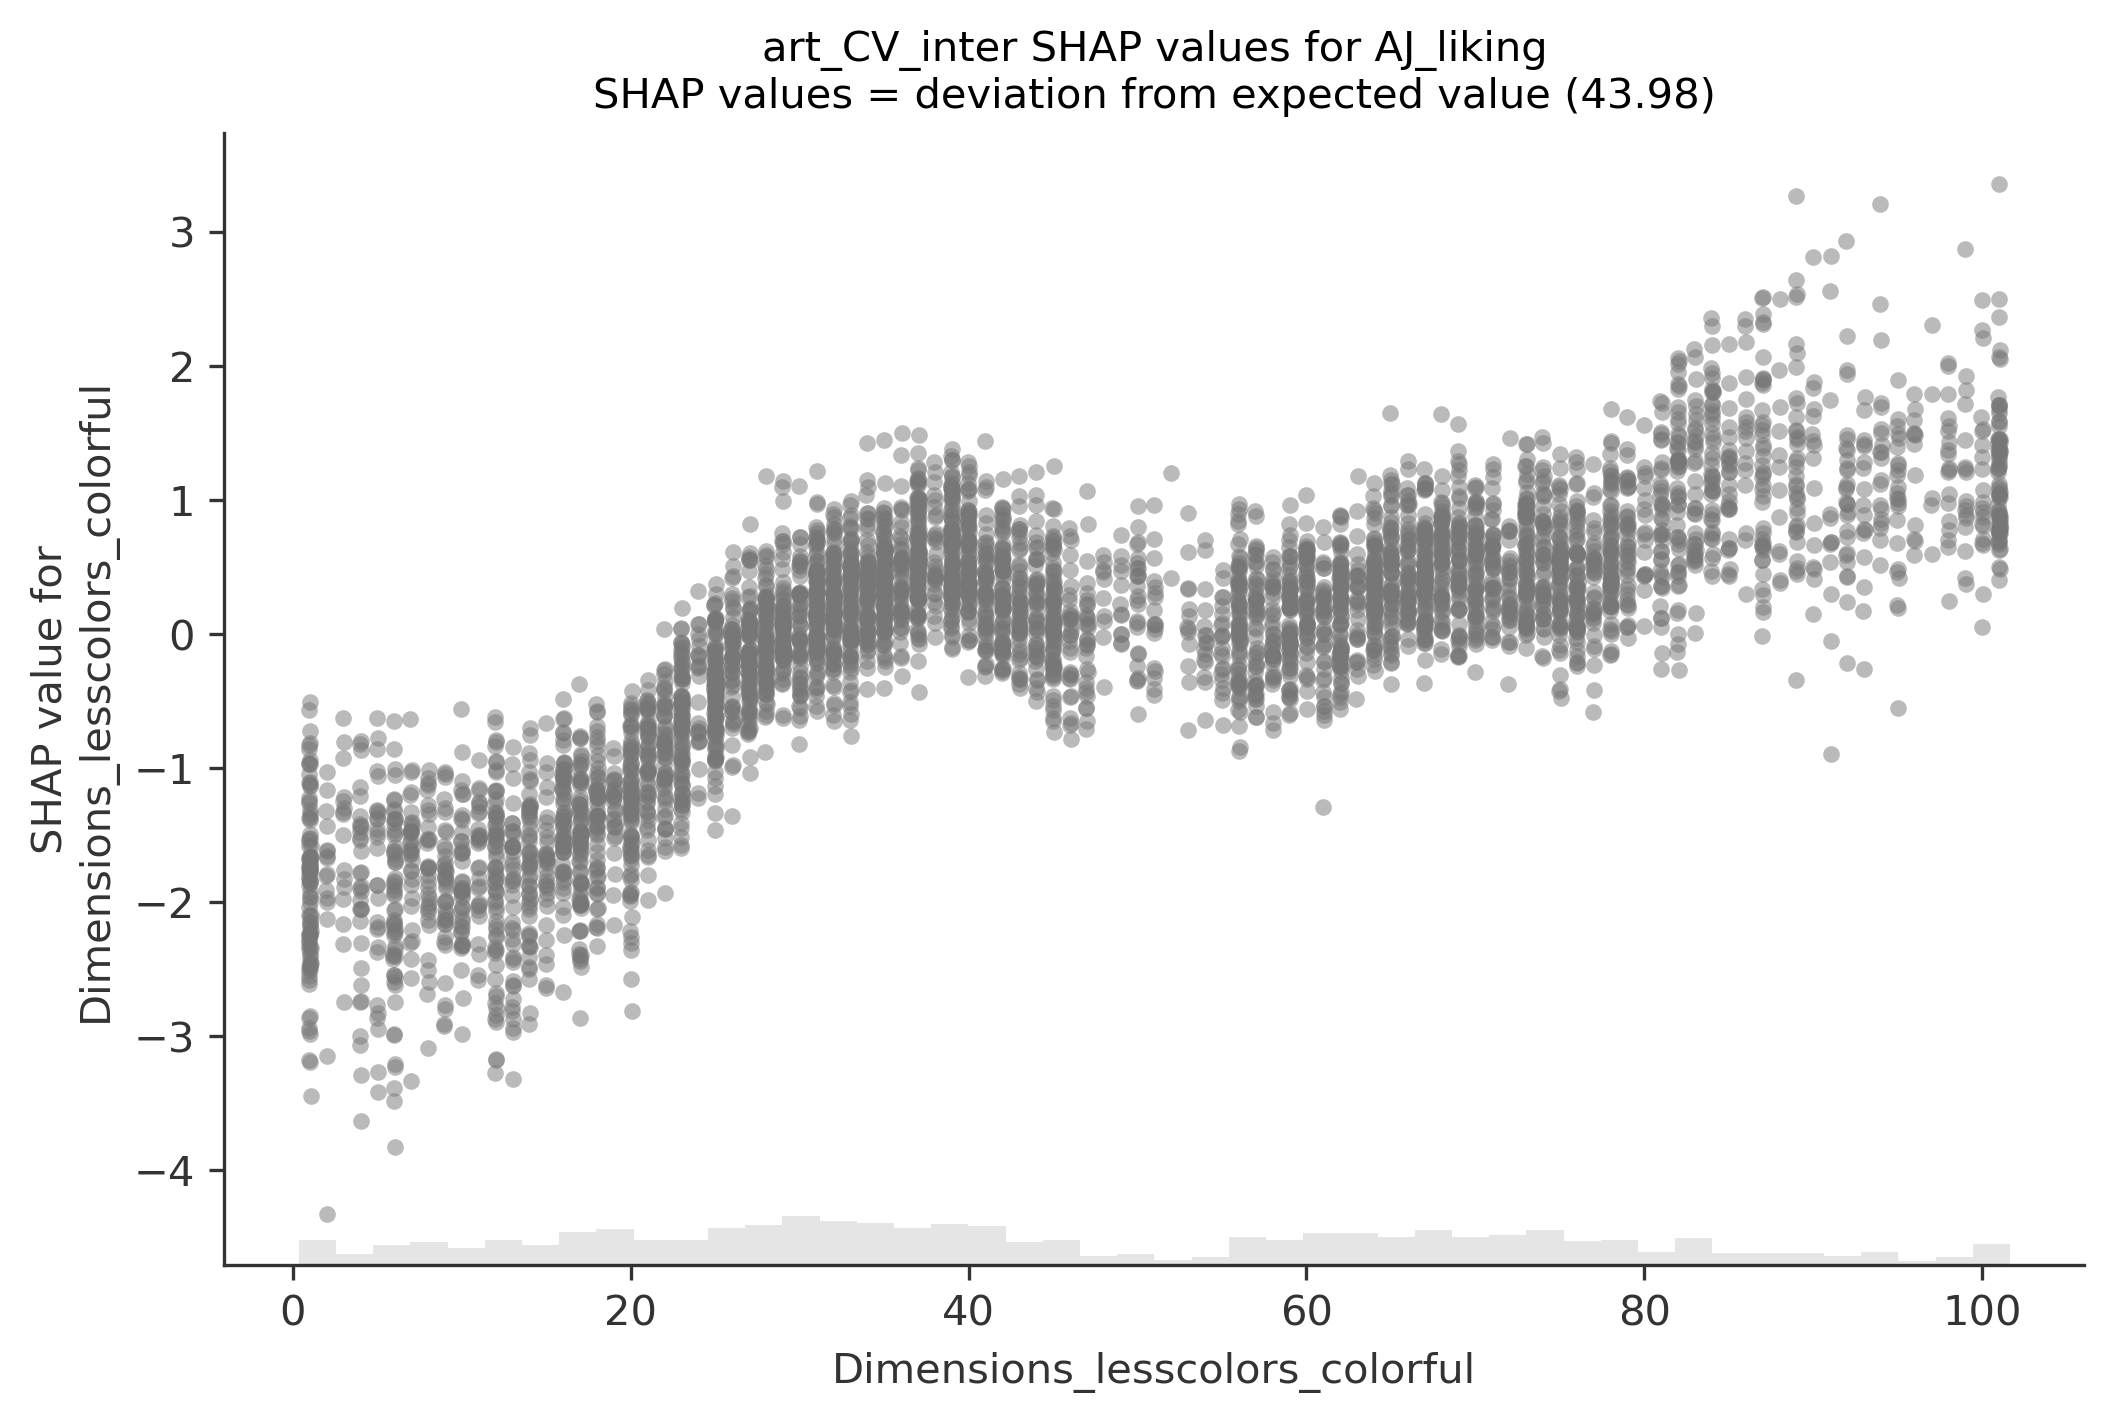 art_CV_inter SHAP values for AJ_liking
SHAP values = deviation from expected value (43.98)
SHAP value for
Dimensions_lesscolors_colorful
3
2
1
0
−1
−2
−3
−4
0 20 40 60 80 100
Dimensions_lesscolors_colorful